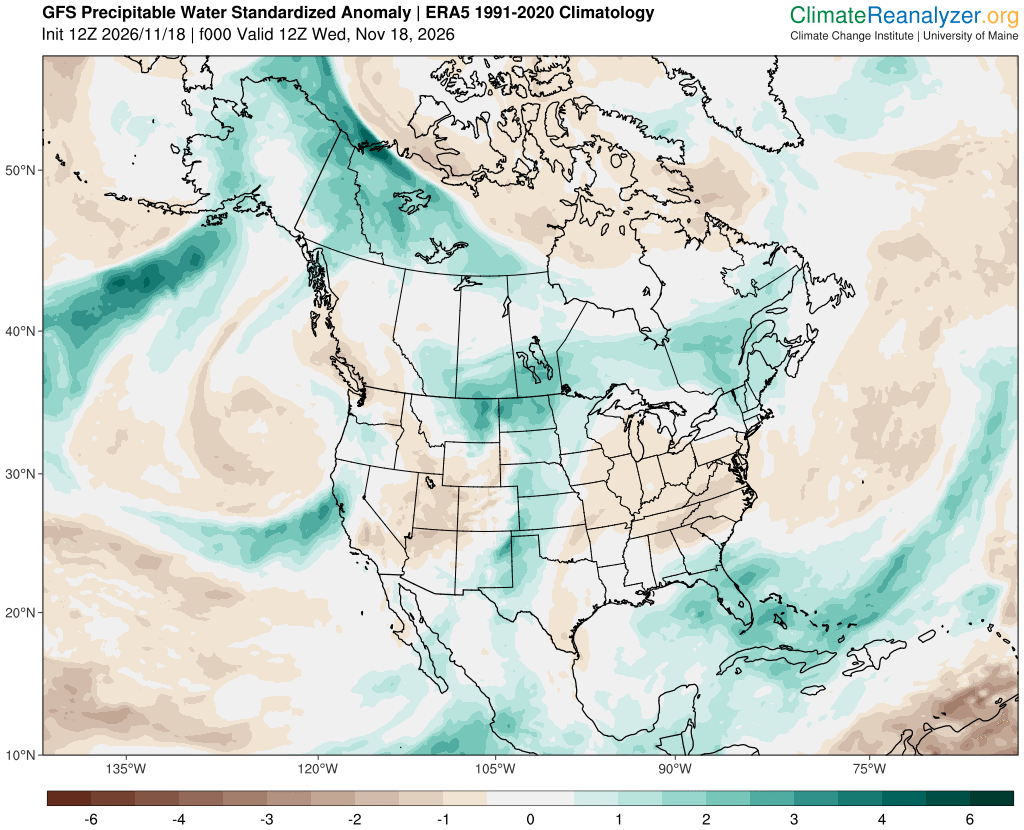 GFS Precipitable Water Standardized Anomaly | ERA5 1991-2020 Climatology
Init 12Z 2026/11/18 | f000 Valid 12Z Wed, Nov 18, 2026
ClimateReanalyzer.org
Climate Change Institute | University of Maine
50°N
40°N
30°N
20°N
10°N
135°W 120°W 105°W 90°W 75°W
-6 -4 -3 -2 -1 0 1 2 3 4 6